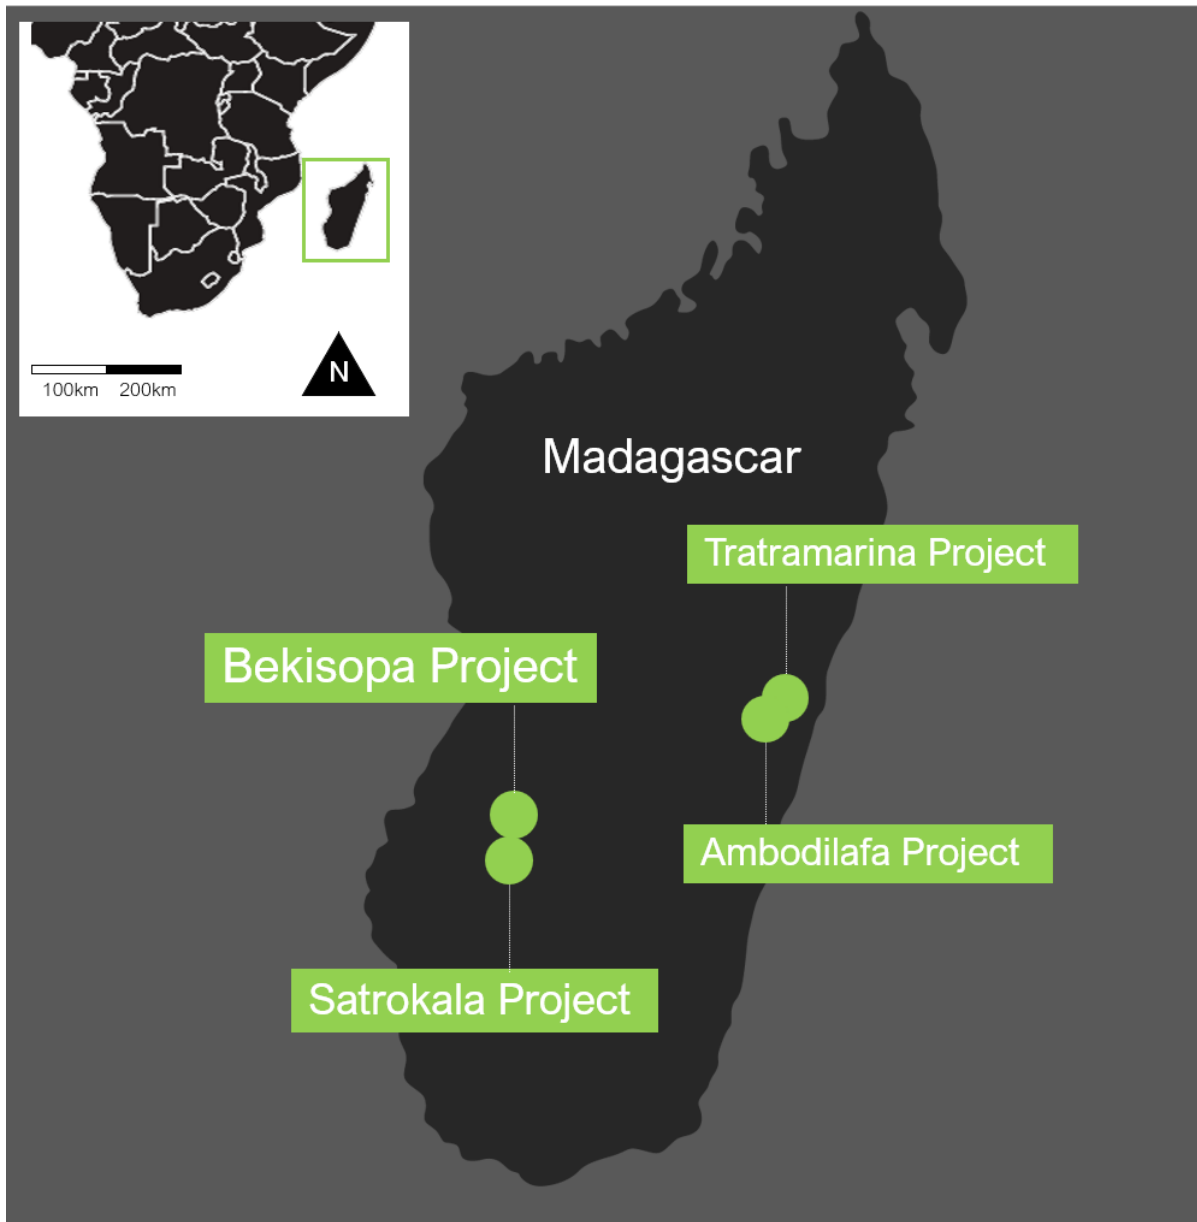 N
100km 200km
Madagascar
Tratramarina Project
Bekisopa Project
Ambodilafa Project
Satrokala Project